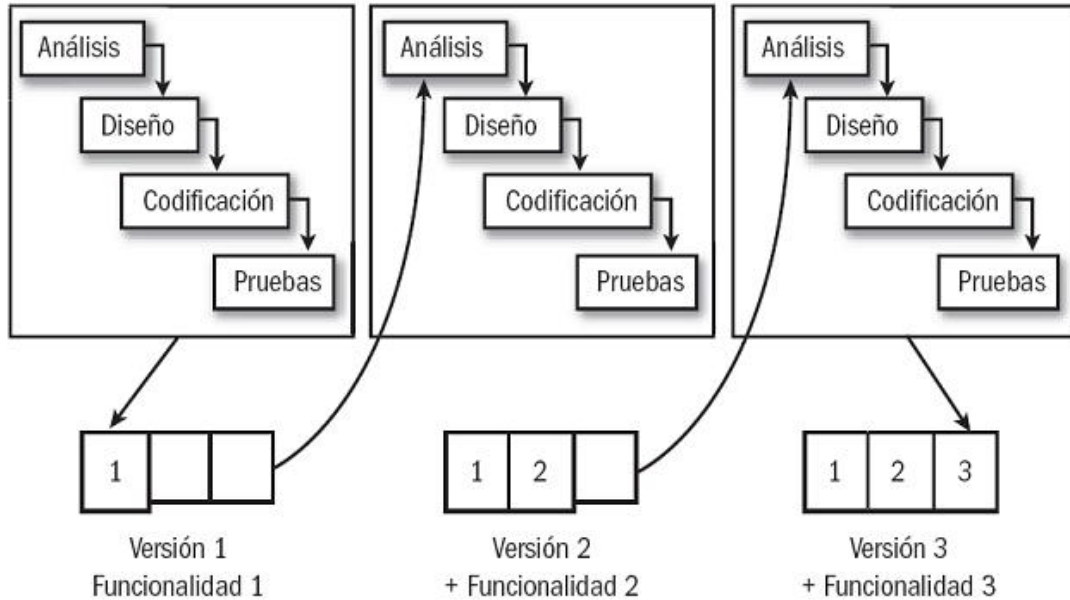 Análisis
Diseño
Codificación
Pruebas
Análisis
Diseño
Codificación
Pruebas
Análisis
Diseño
Codificación
Pruebas
1
1 2
1 2 3
Versión 1
Funcionalidad 1
Versión 2
+ Funcionalidad 2
Versión 3
+ Funcionalidad 3